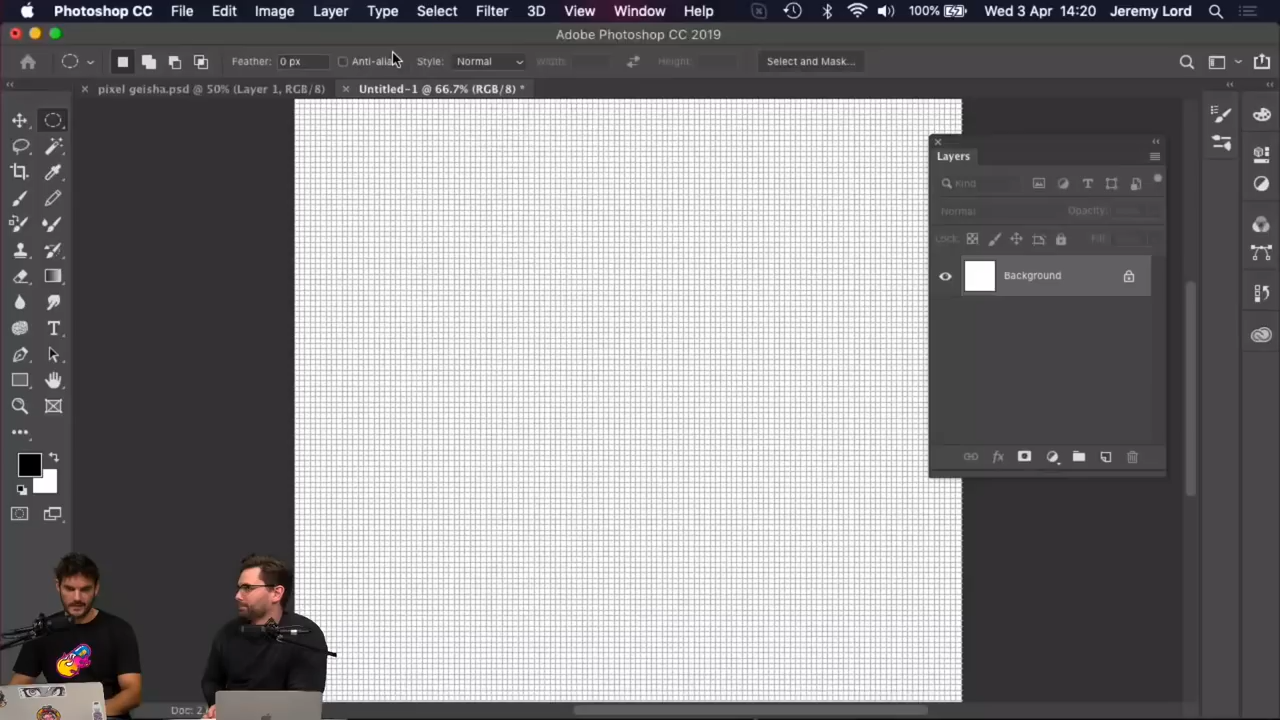 Photoshop CC File Edit Image Layer Type Select Filter 3D View Window Help 100% Wed 3 Apr 14:20 Jeremy Lord
Adobe Photoshop CC 2019
Feather: 0 px Style: Normal Width: Height: Select and Mask...
pixel geisha.psd @ 50% (Layer 1, RGB/8) Untitled-1 @ 66.7% (RGB/8) *
Layers
Kind
Normal Opacity:
Lock: Fill:
Background
Doc: